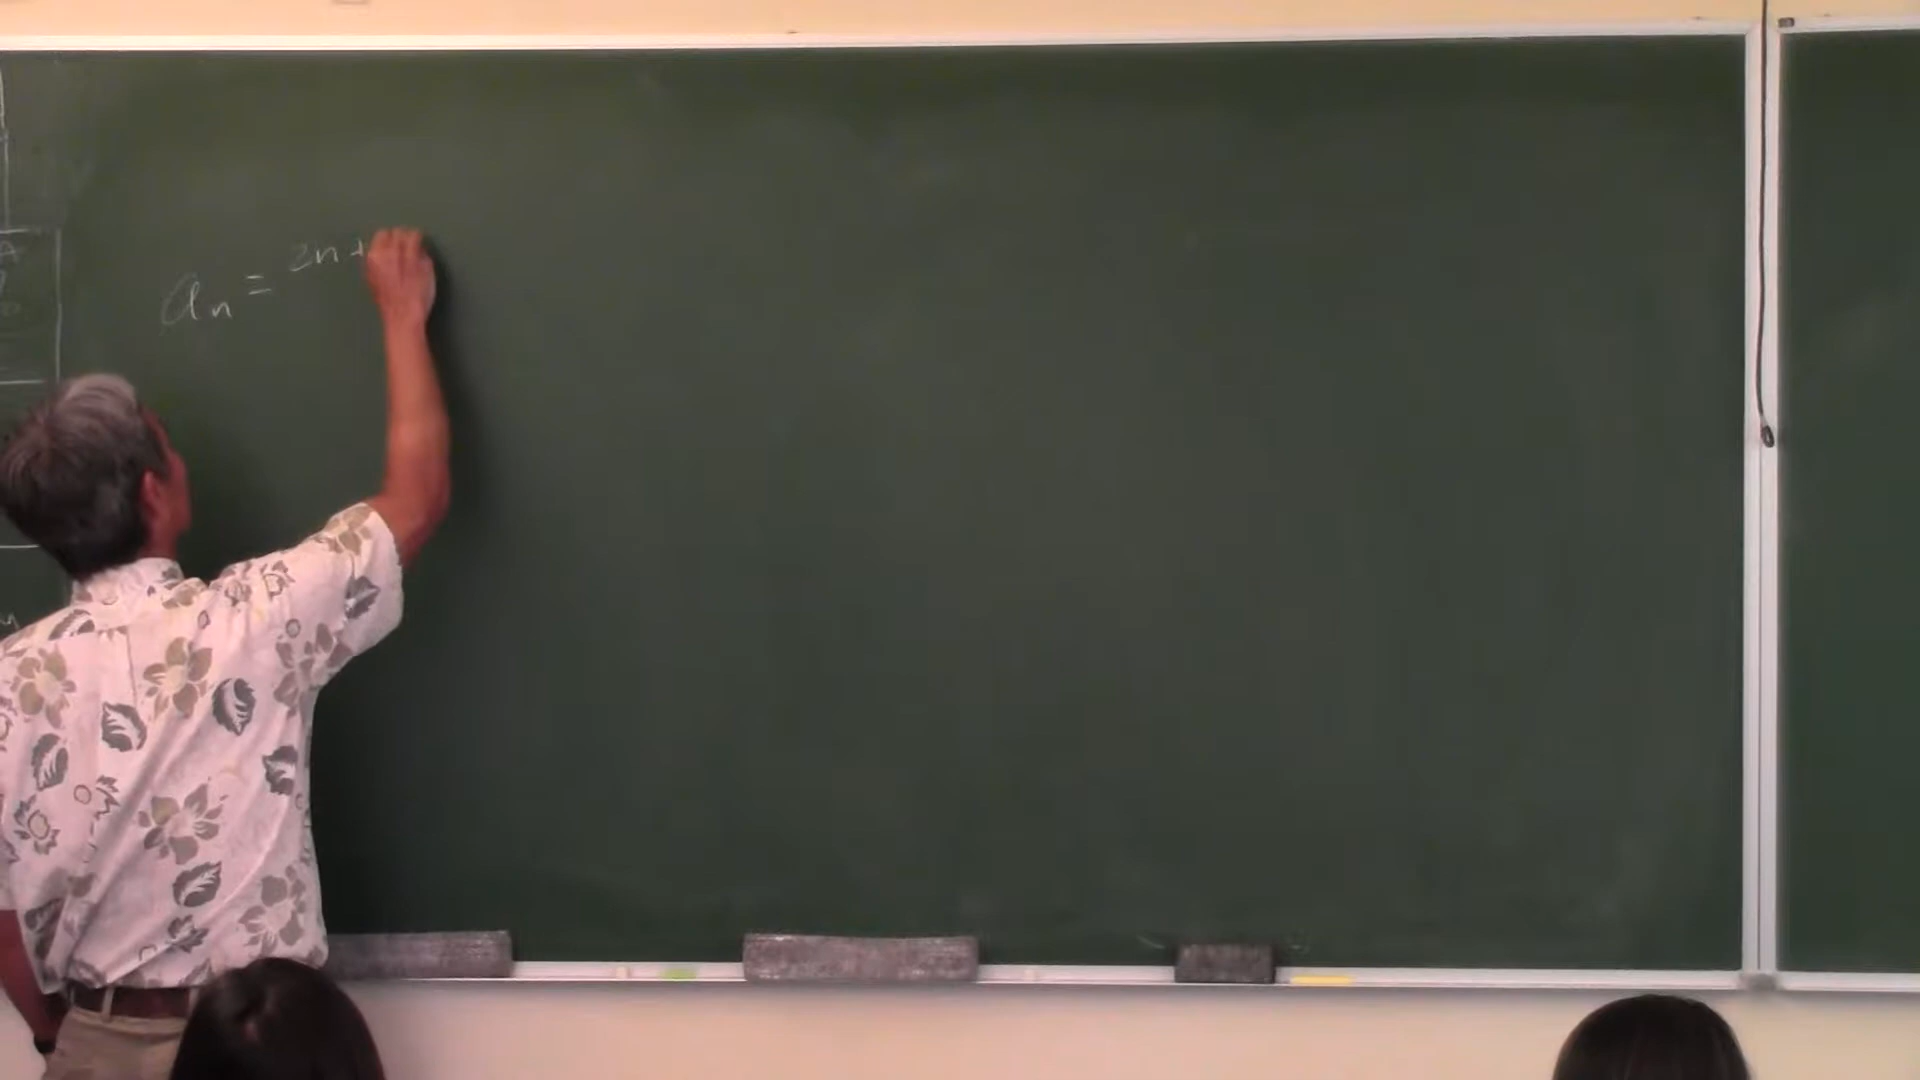 aₙ = 2n +